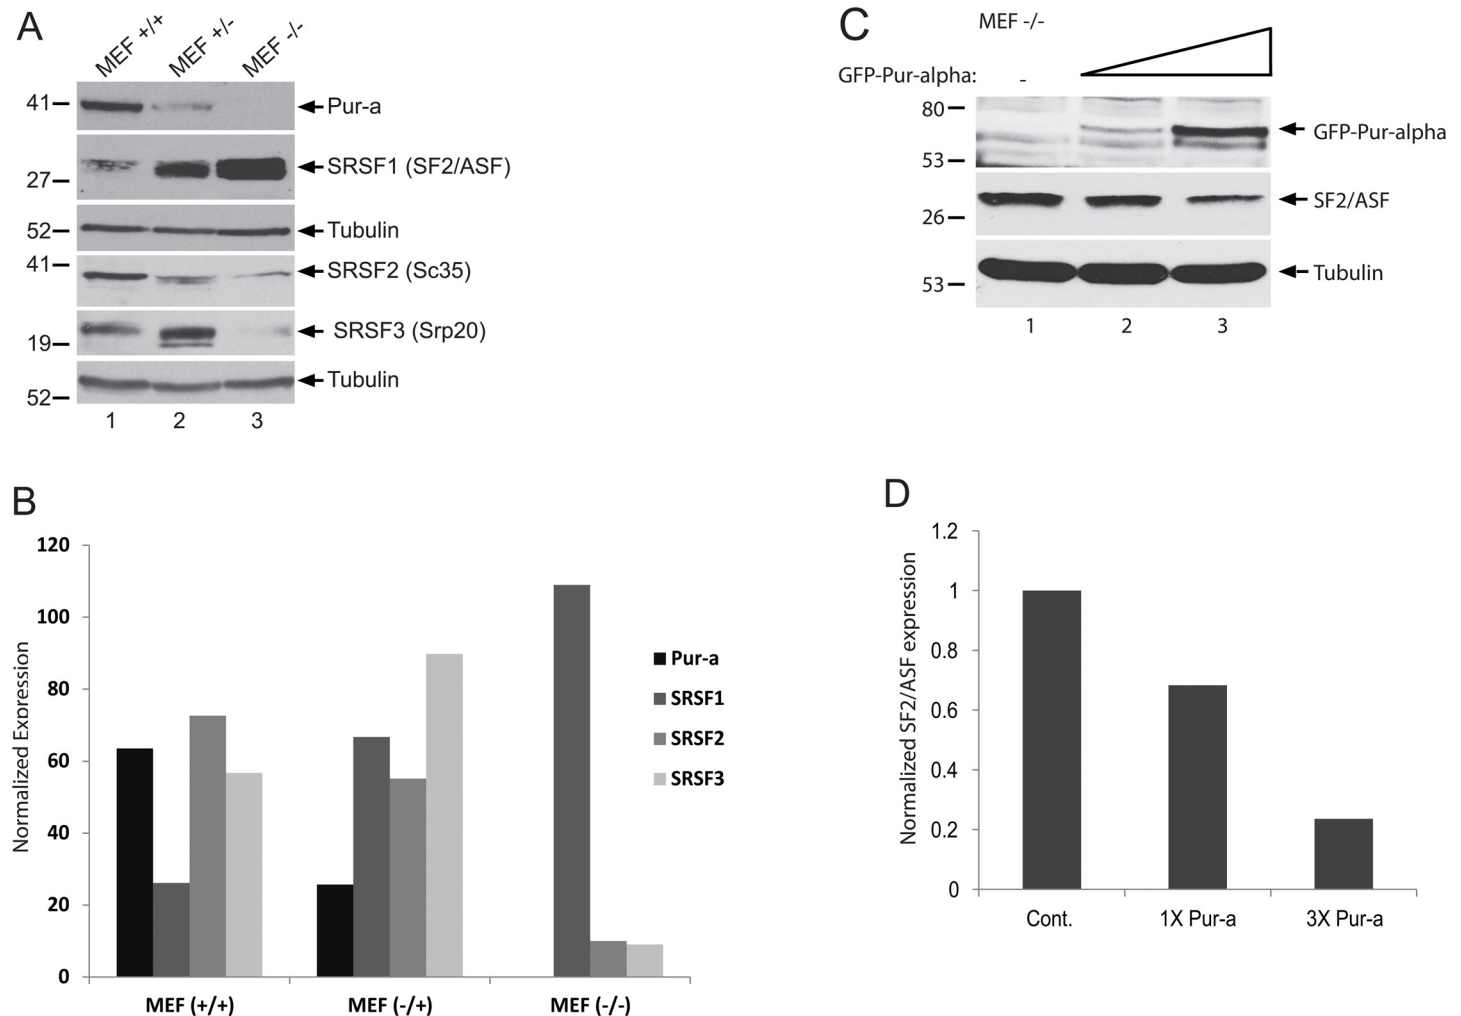 A
MEF +/+ MEF +/- MEF -/-
41 Pur-a
SRSF1 (SF2/ASF)
27
52 Tubulin
41 SRSF2 (Sc35)
SRSF3 (Srp20)
19
Tubulin
52
1 2 3
C
MEF -/-
GFP-Pur-alpha: -
80
GFP-Pur-alpha
53
SF2/ASF
26
Tubulin
53
1 2 3
B
Normalized Expression
120
100
80
60
40
20
0
MEF (+/+) MEF (-/+) MEF (-/-)
Pur-a
SRSF1
SRSF2
SRSF3
D
Normalized SF2/ASF expression
1.2
1
0.8
0.6
0.4
0.2
0
Cont. 1X Pur-a 3X Pur-a